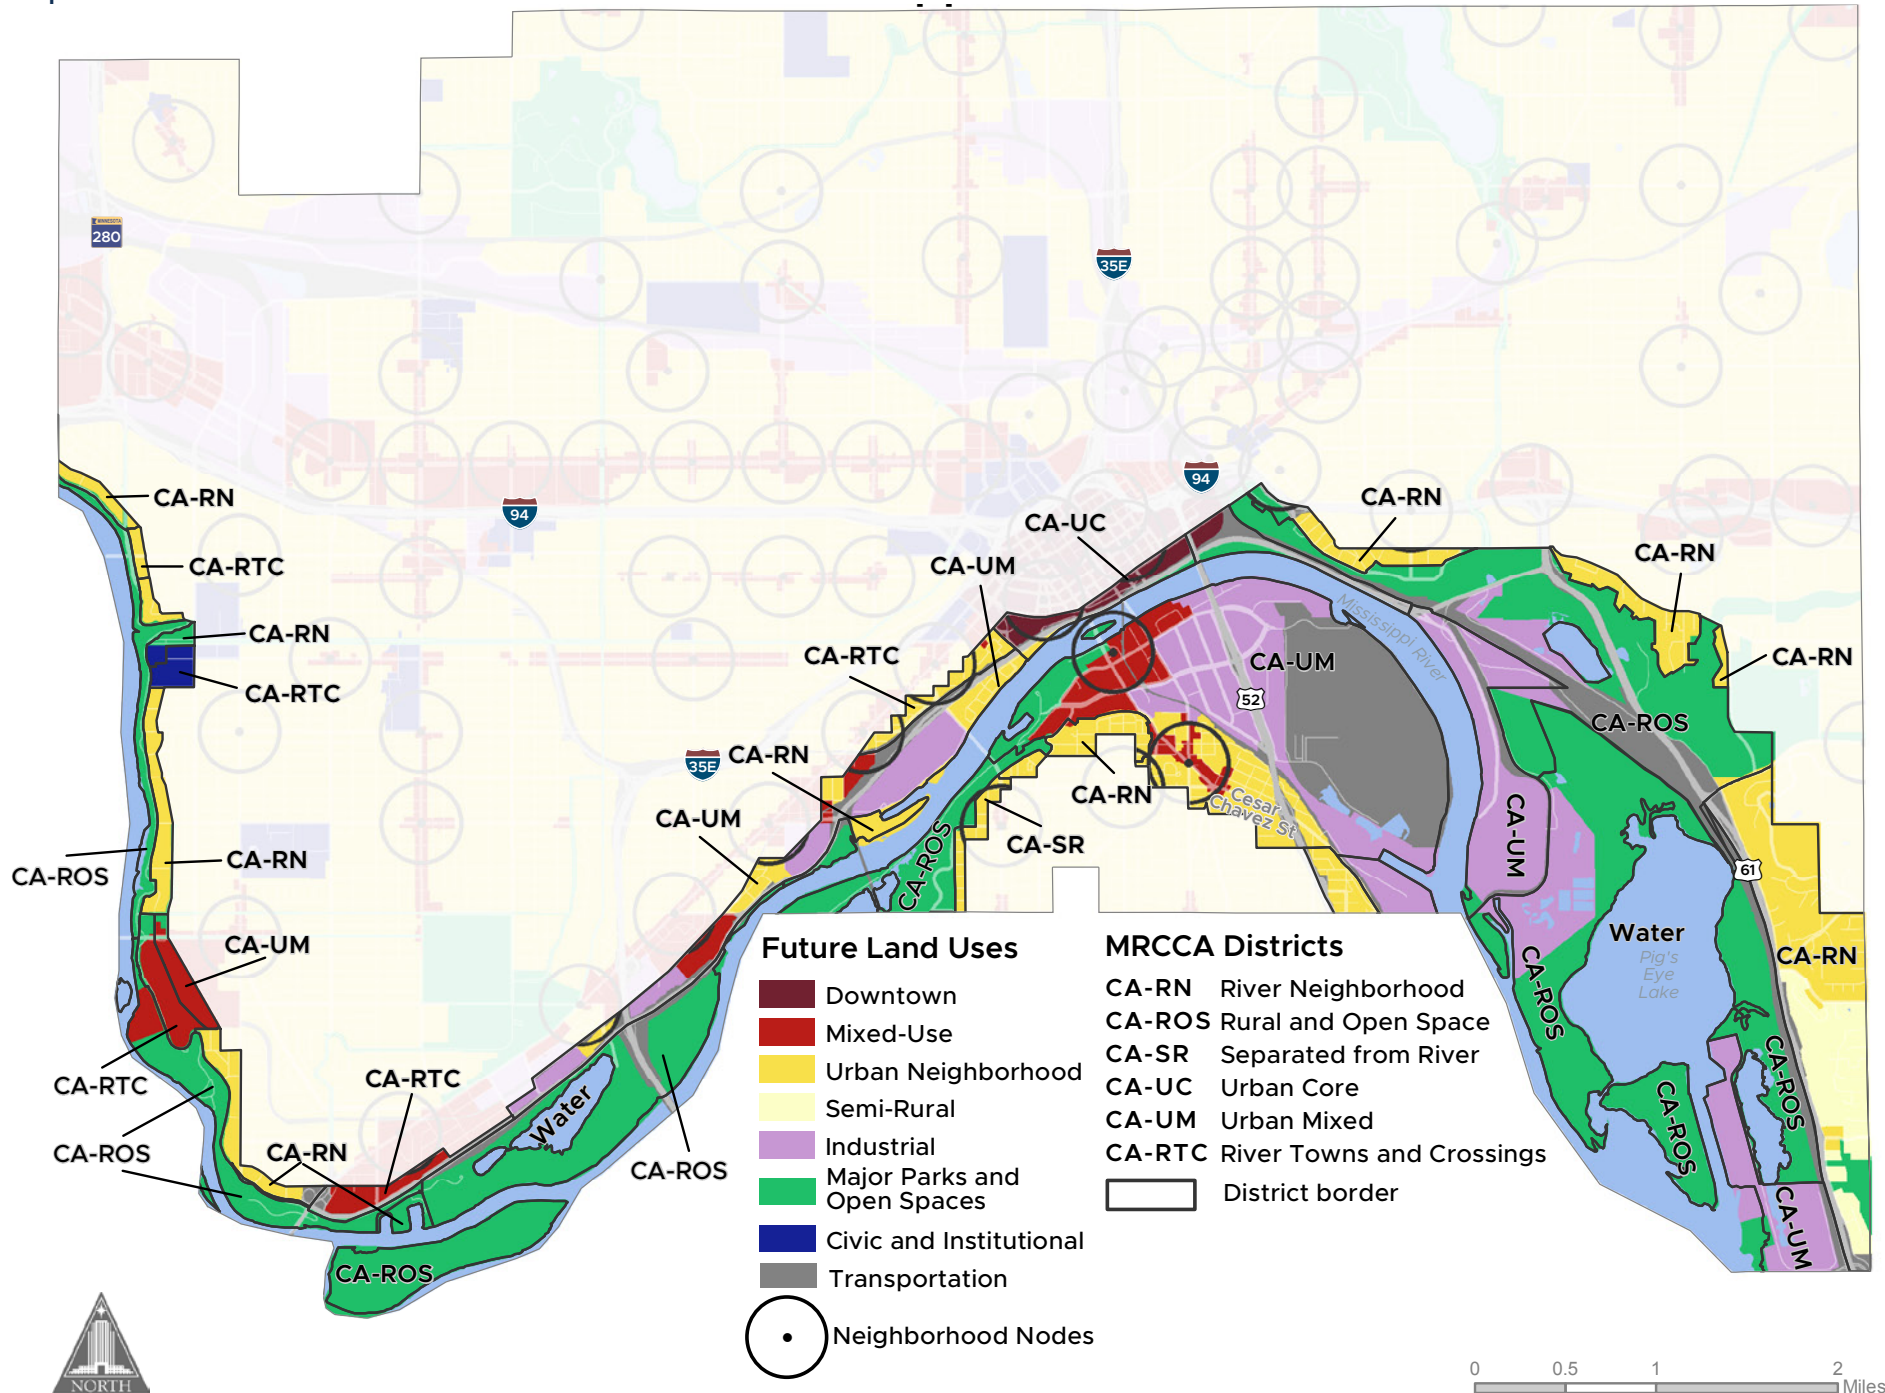 MINNESOTA
280
35E
94
94
CA-RN
CA-RN
CA-UC
CA-RN
CA-RTC
CA-UM
Mississippi River
CA-RN
CA-RTC
CA-RN
CA-UM
CA-RTC
52
CA-ROS
35E
CA-RN
CA-RN
Cesar
Chavez St
CA-UM
CA-UM
CA-SR
CA-ROS
CA-RN
CA-ROS
61
CA-UM
Water
Pig's
Eye
Lake
CA-RN
CA-ROS
CA-RTC
CA-RTC
CA-ROS
CA-RN
Water
CA-ROS
CA-ROS
CA-ROS
CA-ROS
CA-UM
Future Land Uses
Downtown
Mixed-Use
Urban Neighborhood
Semi-Rural
Industrial
Major Parks and
Open Spaces
Civic and Institutional
Transportation
Neighborhood Nodes
MRCCA Districts
CA-RN River Neighborhood
CA-ROS Rural and Open Space
CA-SR Separated from River
CA-UC Urban Core
CA-UM Urban Mixed
CA-RTC River Towns and Crossings
District border
NORTH
0 0.5 1 2
Miles